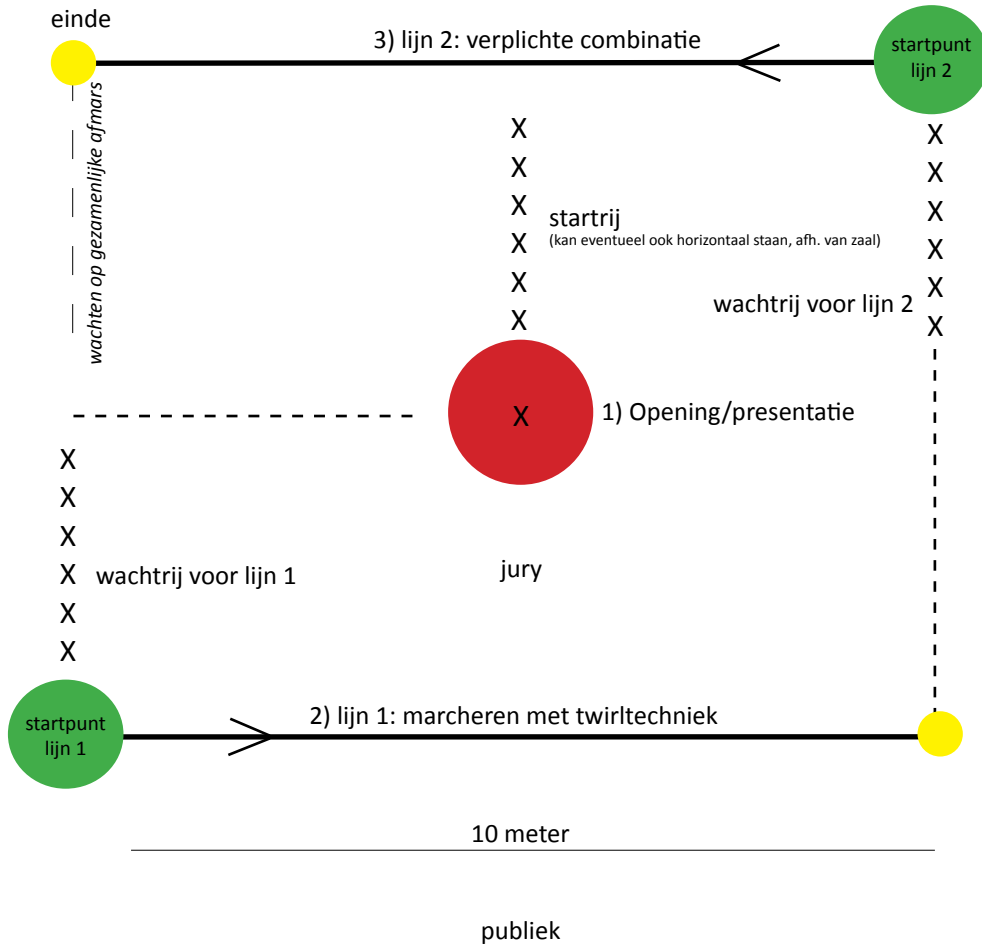 einde
3) lijn 2: verplichte combinatie
startpunt
lijn 2
wachten op gezamenlijke afmars
X
X
X
X
X
X
startrij
(kan eventueel ook horizontaal staan, afh. van zaal)
X
X
X
X
X
X
wachtrij voor lijn 2
X
1) Opening/presentatie
X
X
X
X
X
X
wachtrij voor lijn 1
jury
startpunt
lijn 1
2) lijn 1: marcheren met twirltechniek
10 meter
publiek